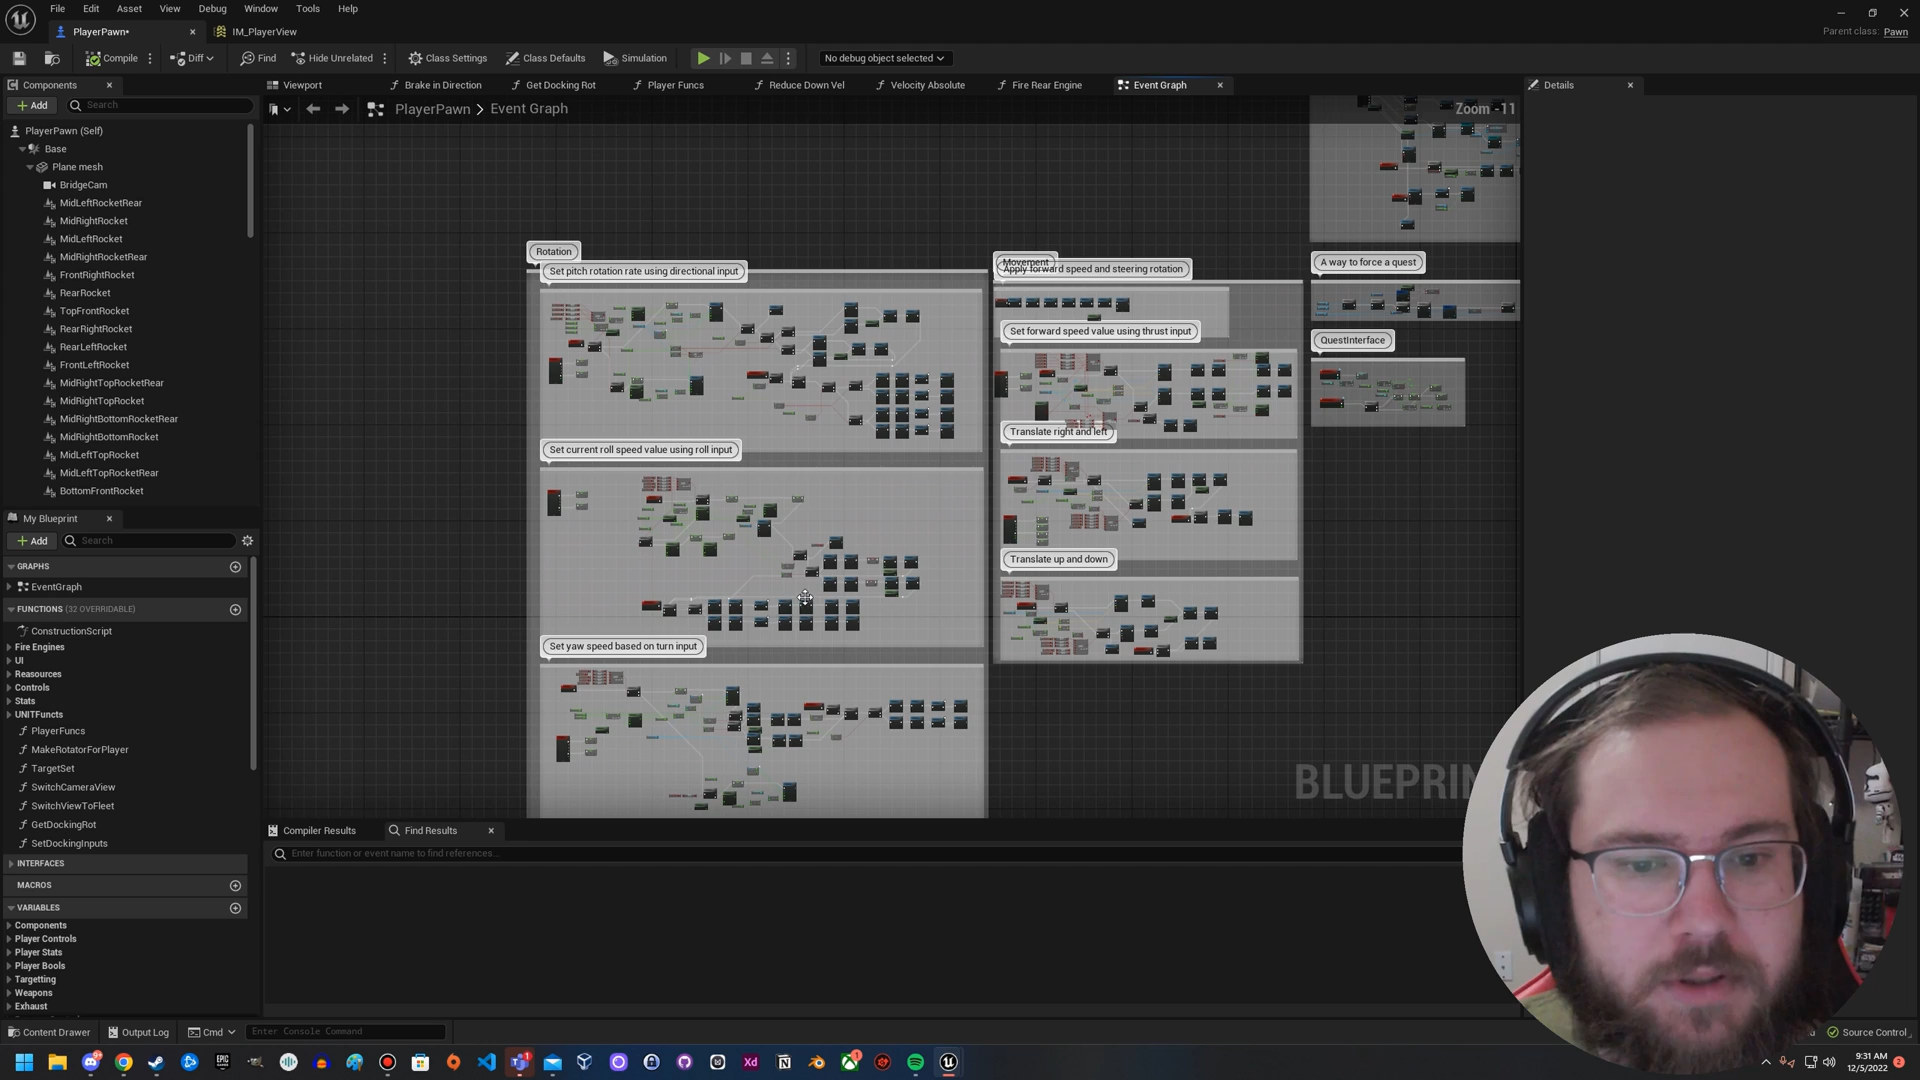 File Edit Asset View Debug Window Tools Help
PlayerPawn*
IM_PlayerView
Parent class: Pawn
Compile
Diff
Find
Hide Unrelated
Class Settings
Class Defaults
Simulation
No debug object selected
Components
Viewport
Brake in Direction
Get Docking Rot
Player Funcs
Reduce Down Vel
Velocity Absolute
Fire Rear Engine
Event Graph
Details
Add
Search
PlayerPawn > Event Graph
Zoom -11
PlayerPawn (Self)
Base
Plane mesh
BridgeCam
MidLeftRocketRear
MidRightRocket
MidLeftRocket
MidRightRocketRear
FrontRightRocket
RearRocket
TopFrontRocket
RearRightRocket
RearLeftRocket
FrontLeftRocket
MidRightTopRocketRear
MidRightTopRocket
MidRightBottomRocketRear
MidRightBottomRocket
MidLeftTopRocket
MidLeftTopRocketRear
BottomFrontRocket
Rotation
Set pitch rotation rate using directional input
Set current roll speed value using roll input
Set yaw speed based on turn input
Movement
Apply forward speed and steering rotation
Set forward speed value using thrust input
Translate right and left
Translate up and down
A way to force a quest
QuestInterface
My Blueprint
Add
Search
GRAPHS
EventGraph
FUNCTIONS (32 OVERRIDABLE)
ConstructionScript
Fire Engines
UI
Reasources
Controls
Stats
UNITFuncts
PlayerFuncs
MakeRotatorForPlayer
TargetSet
SwitchCameraView
SwitchViewToFleet
GetDockingRot
SetDockingInputs
INTERFACES
MACROS
VARIABLES
Components
Player Controls
Player Stats
Player Bools
Targetting
Weapons
Exhaust
BLUEPRIN
Compiler Results
Find Results
Enter function or event name to find references...
Content Drawer
Output Log
Cmd
Enter Console Command
Source Control
EPIC
Xd
9:31 AM
12/5/2022